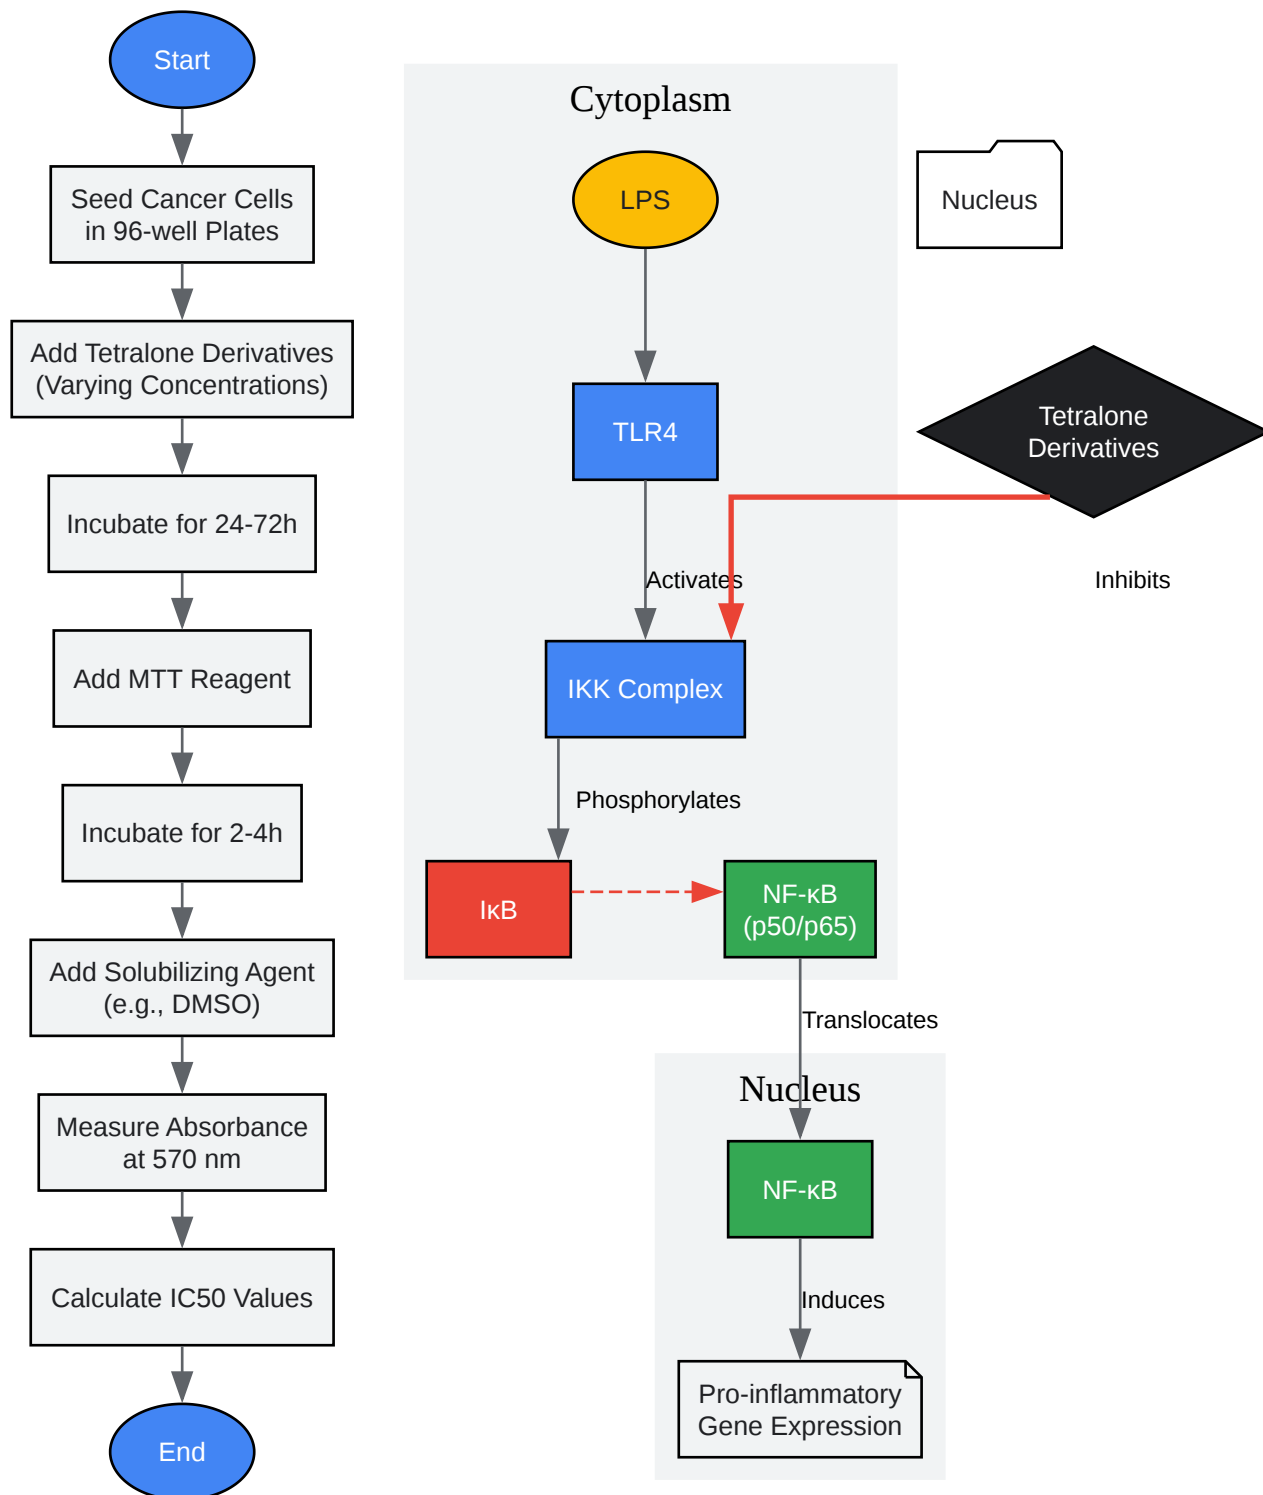 Start
Seed Cancer Cells
in 96-well Plates
Add Tetralone Derivatives
(Varying Concentrations)
Incubate for 24-72h
Add MTT Reagent
Incubate for 2-4h
Add Solubilizing Agent
(e.g., DMSO)
Measure Absorbance
at 570 nm
Calculate IC50 Values
End
Cytoplasm
LPS
TLR4
Activates
IKK Complex
Phosphorylates
IκB
NF-κB
(p50/p65)
Translocates
Nucleus
NF-κB
Induces
Pro-inflammatory
Gene Expression
Nucleus
Tetralone
Derivatives
Inhibits